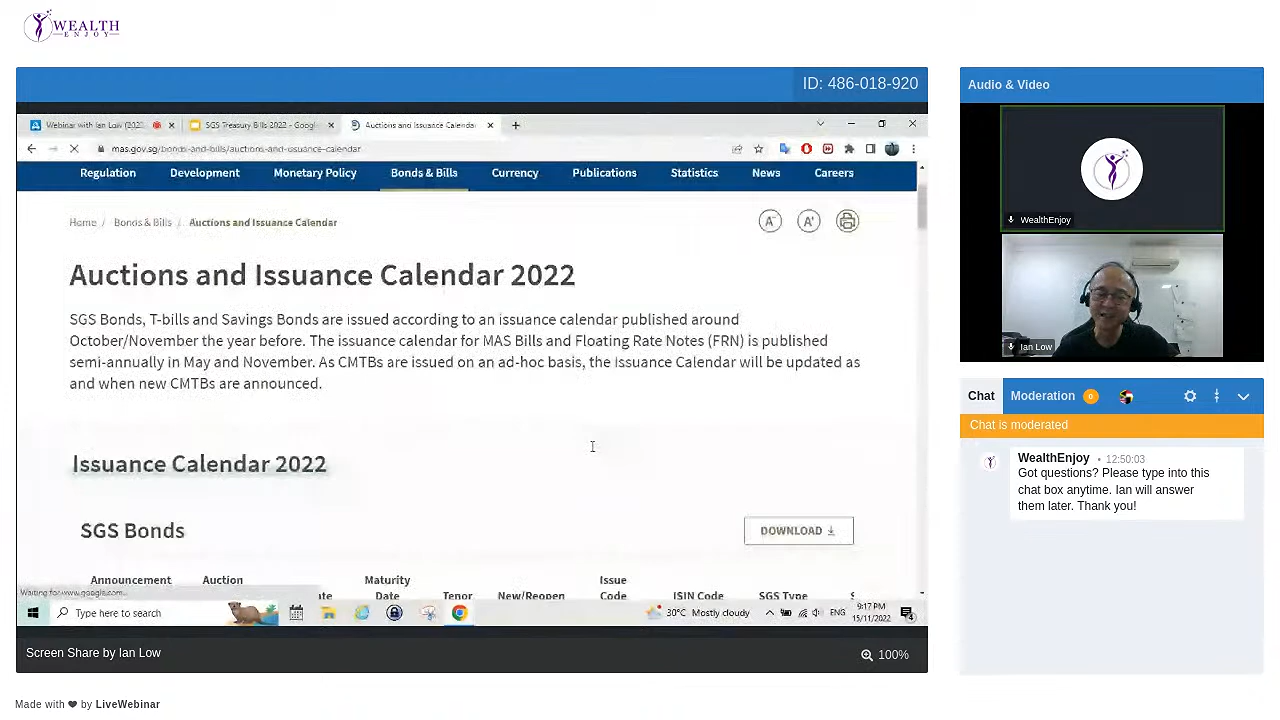 WEALTH
ENJOY
ID: 486-018-920
Webinar with Ian Low (2022
SGS Treasury Bills 2022 - Google
Auctions and Issuance Calendar
mas.gov.sg/bonds-and-bills/auctions-and-issuance-calendar
Regulation Development Monetary Policy Bonds & Bills Currency Publications Statistics News Careers
Home / Bonds & Bills / Auctions and Issuance Calendar
A- A+
Auctions and Issuance Calendar 2022
SGS Bonds, T-bills and Savings Bonds are issued according to an issuance calendar published around
October/November the year before. The issuance calendar for MAS Bills and Floating Rate Notes (FRN) is published
semi-annually in May and November. As CMTBs are issued on an ad-hoc basis, the Issuance Calendar will be updated as
and when new CMTBs are announced.
Issuance Calendar 2022
SGS Bonds
DOWNLOAD
Announcement Auction Maturity Issue
ate Date Tenor New/Reopen Code ISIN Code SGS Type S
Waiting for www.google.com...
Type here to search
30°C Mostly cloudy
ENG
9:17 PM
15/11/2022
4
Screen Share by Ian Low
100%
Made with ❤ by LiveWebinar
Audio & Video
WealthEnjoy
Ian Low
Chat Moderation 0
Chat is moderated
WealthEnjoy • 12:50:03
Got questions? Please type into this
chat box anytime. Ian will answer
them later. Thank you!